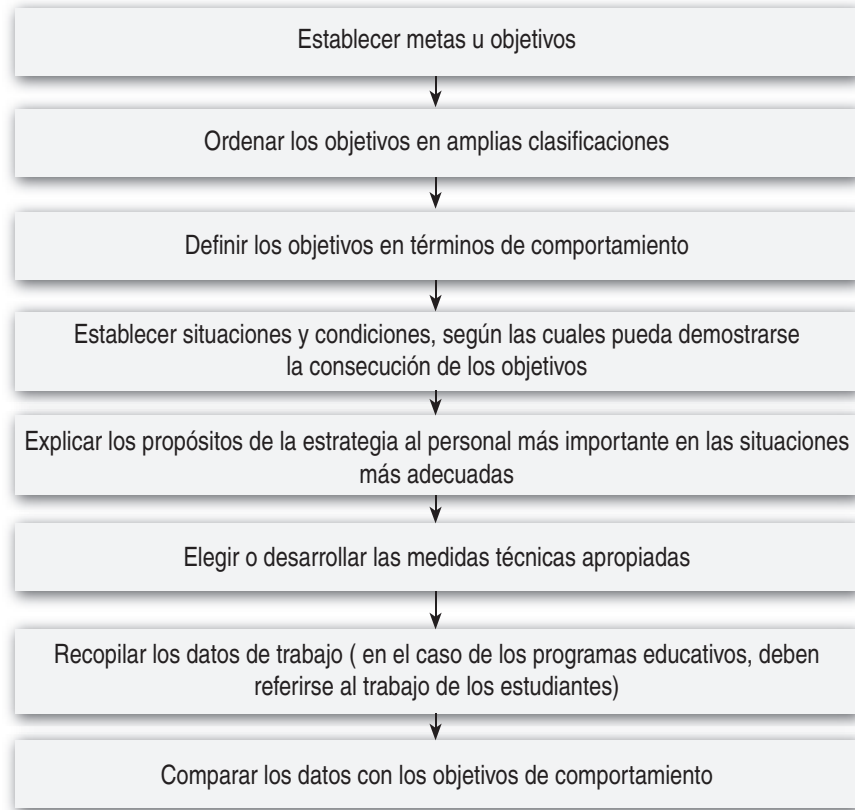 Establecer metas u objetivos
Ordenar los objetivos en amplias clasificaciones
Definir los objetivos en términos de comportamiento
Establecer situaciones y condiciones, según las cuales pueda demostrarse
la consecución de los objetivos
Explicar los propósitos de la estrategia al personal más importante en las situaciones
más adecuadas
Elegir o desarrollar las medidas técnicas apropiadas
Recopilar los datos de trabajo ( en el caso de los programas educativos, deben
referirse al trabajo de los estudiantes)
Comparar los datos con los objetivos de comportamiento